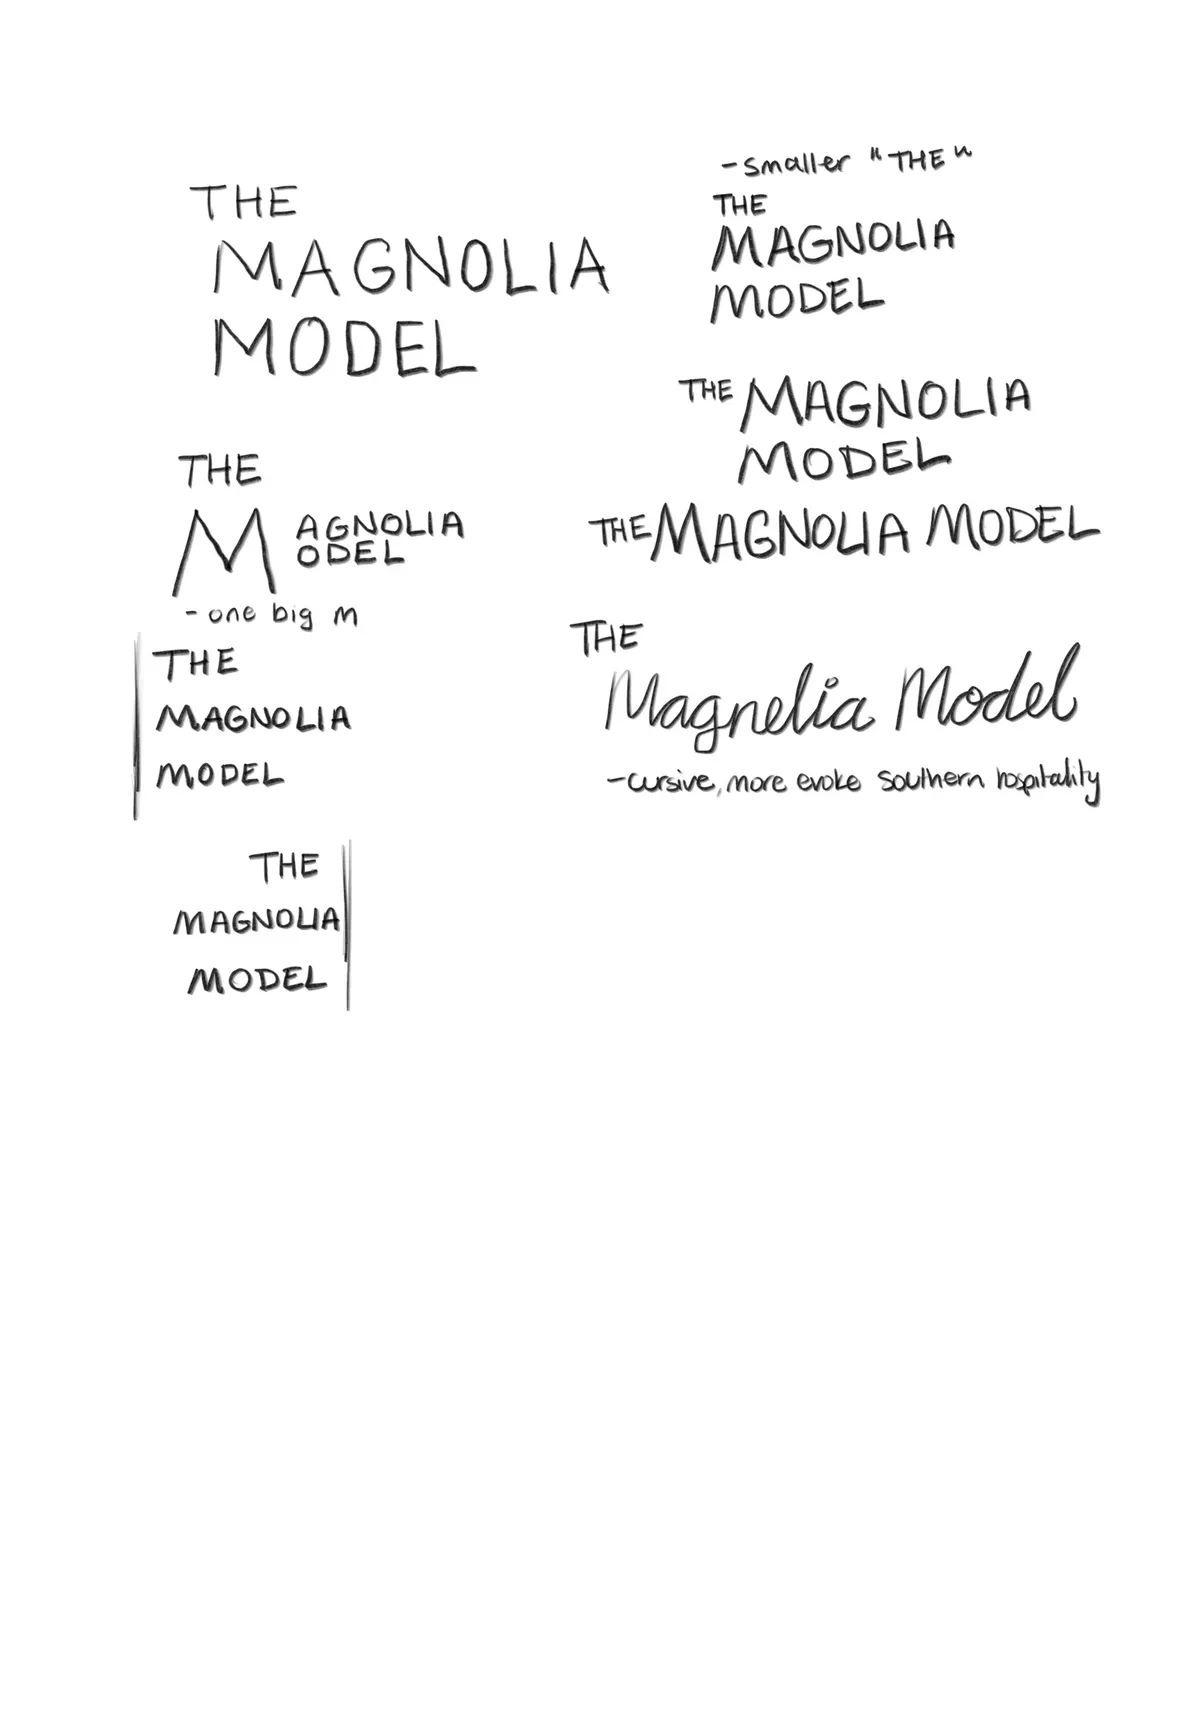 THE
MAGNOLIA
MODEL
THE
M AGNOLIA
ODEL
- one big m
THE
MAGNOLIA
MODEL
THE
MAGNOLIA
MODEL
- smaller "THE"
THE
MAGNOLIA
MODEL
THE MAGNOLIA
MODEL
THE MAGNOLIA MODEL
THE
Magnelia Model
- cursive, more evoke southern hospitality